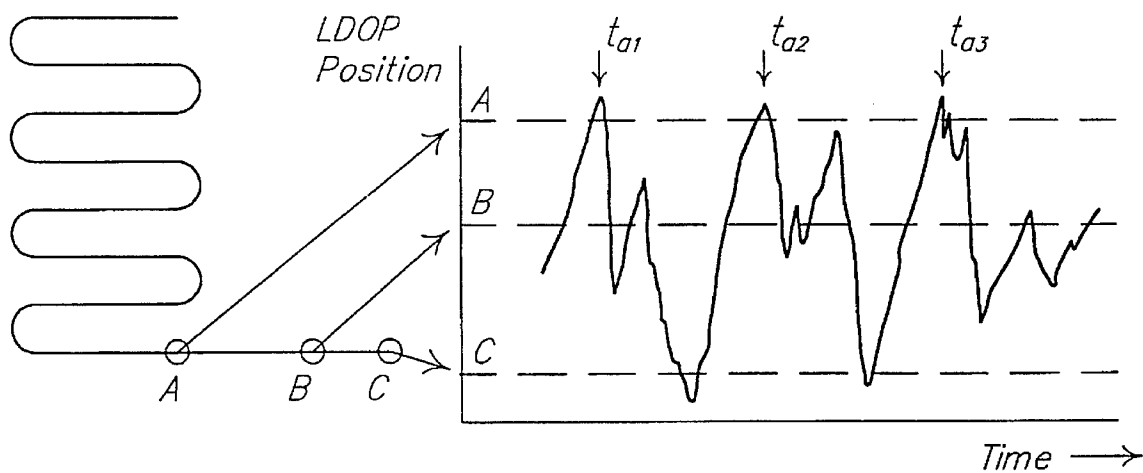 LDOP
Position
t_a1
t_a2
t_a3
A
B
C
A
B
C
Time